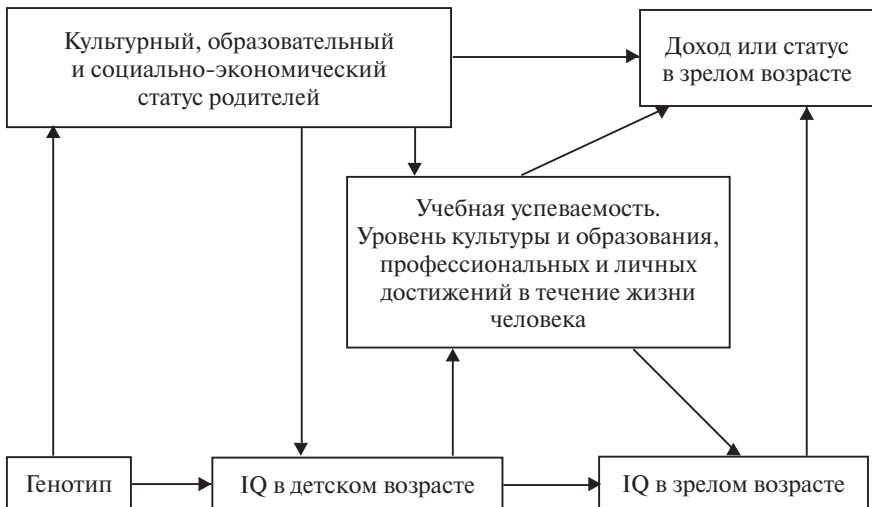 Культурный, образовательный
и социально-экономический
статус родителей
Доход или статус
в зрелом возрасте
Учебная успеваемость.
Уровень культуры и образования,
профессиональных и личных
достижений в течение жизни
человека
Генотип
IQ в детском возрасте
IQ в зрелом возрасте